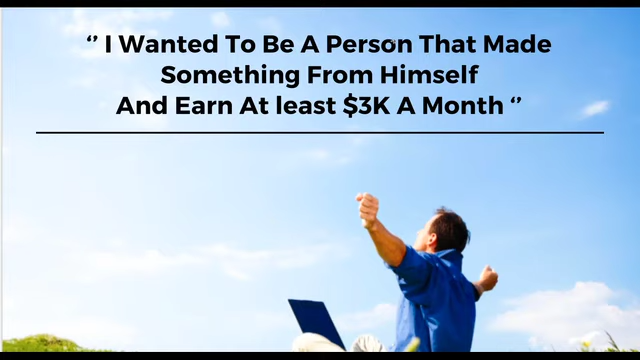 ‘’ I Wanted To Be A Person That Made
Something From Himself
And Earn At least $3K A Month ‘’